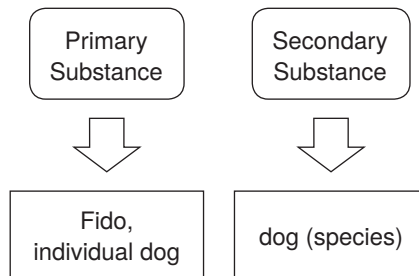 Primary
Substance
Secondary
Substance
Fido,
individual dog
dog (species)